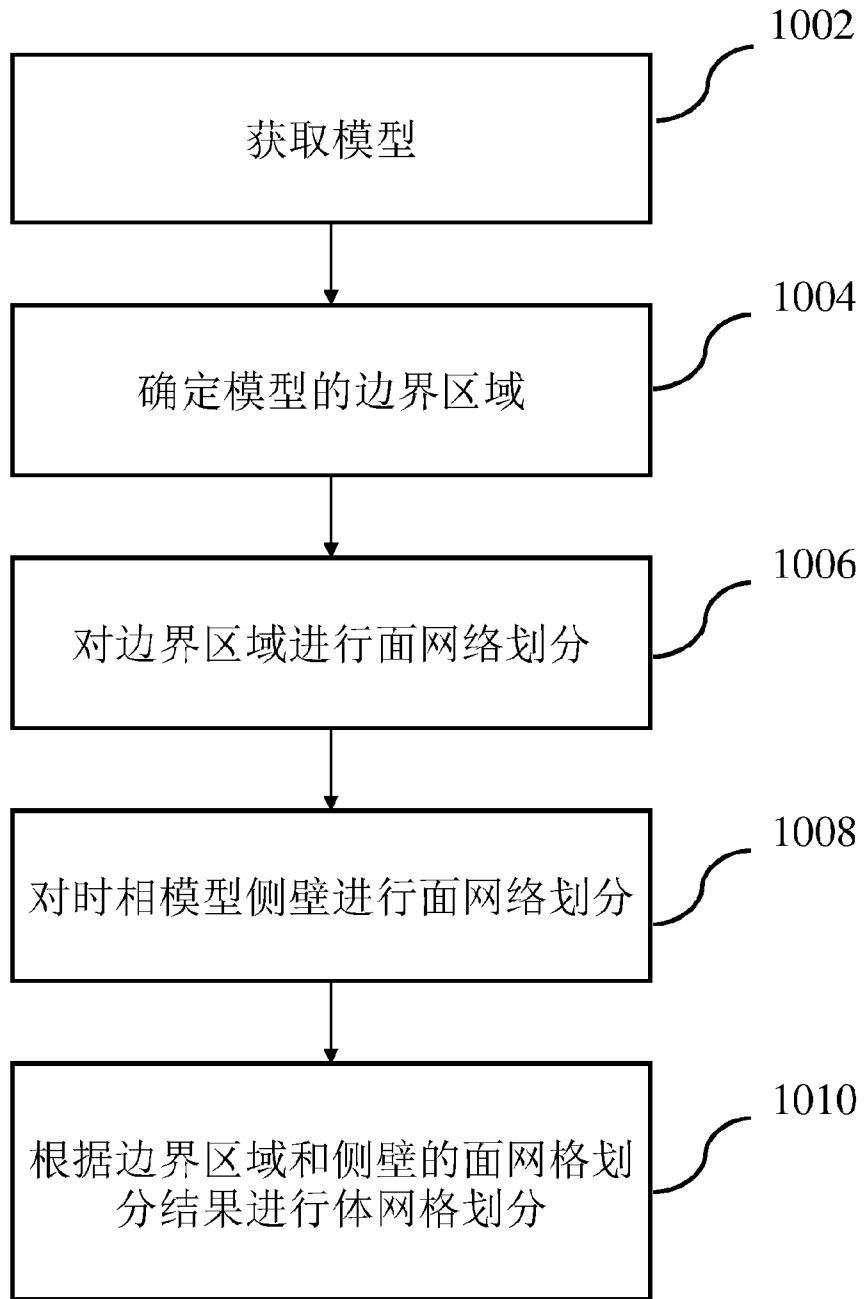 1002
获取模型
1004
确定模型的边界区域
1006
对边界区域进行面网络划分
1008
对时相模型侧壁进行面网络划分
1010
根据边界区域和侧壁的面网格划
分结果进行体网格划分